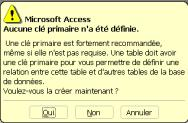 Microsoft Access
Aucune clé primaire n'a été définie.
Une clé primaire est fortement recommandée,
même si elle n'est pas requise. Une table doit avoir
une clé primaire pour vous permettre de définir une
relation entre cette table et d'autres tables de la base
de données.
Voulez-vous la créer maintenant ?
Oui Non Annuler